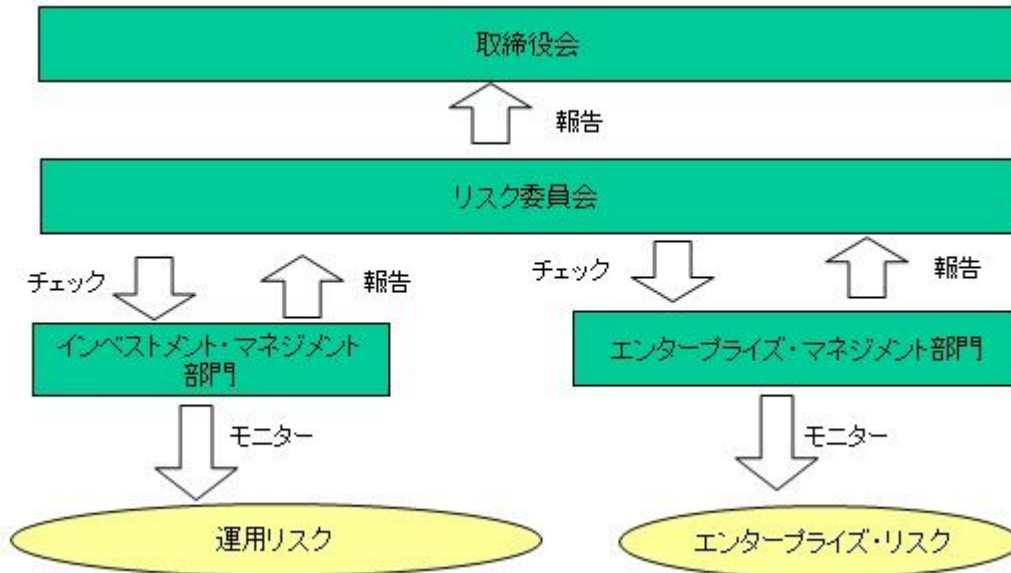 取締役会
報告
リスク委員会
チェック
報告
チェック
報告
インベストメント・マネジメント
部門
エンタープライズ・マネジメント部門
モニター
モニター
運用リスク
エンタープライズ・リスク